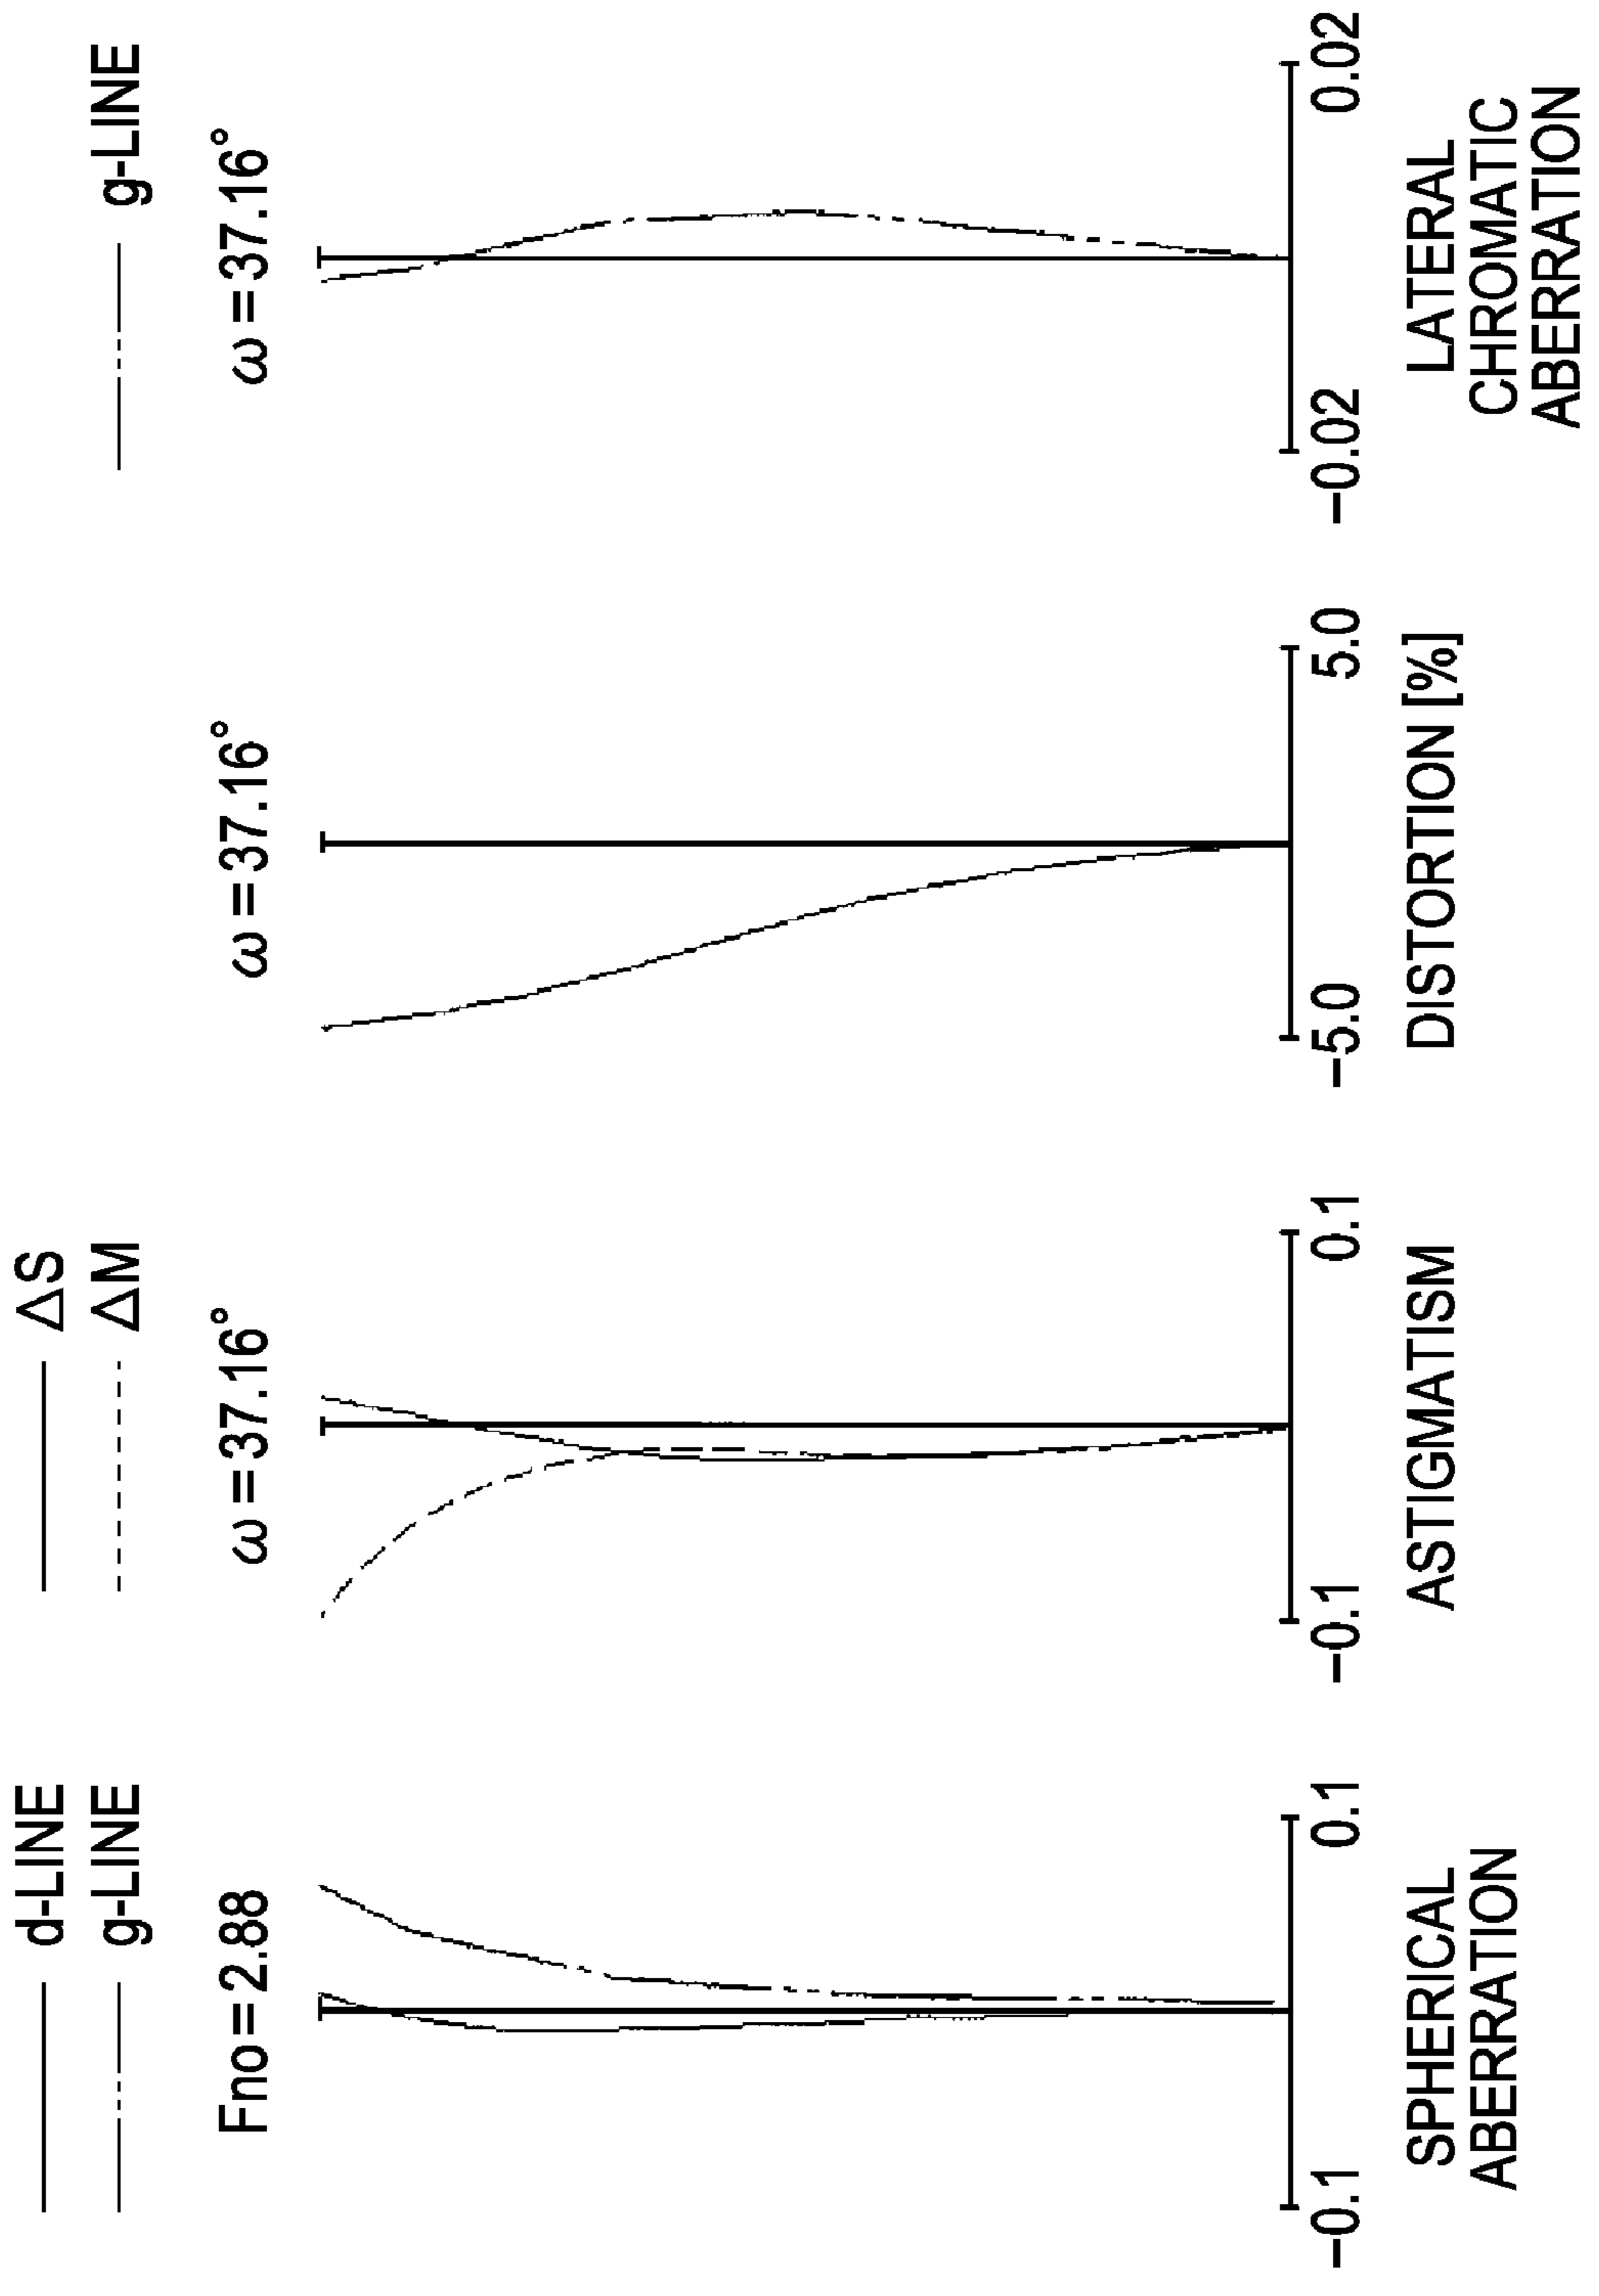 d-LINE
g-LINE
Fno=2.88
−0.1
0.1
SPHERICAL
ABERRATION
ΔS
ΔM
ω=37.16°
−0.1
0.1
ASTIGMATISM
ω=37.16°
−5.0
5.0
DISTORTION [%]
g-LINE
ω=37.16°
−0.02
0.02
LATERAL
CHROMATIC
ABERRATION